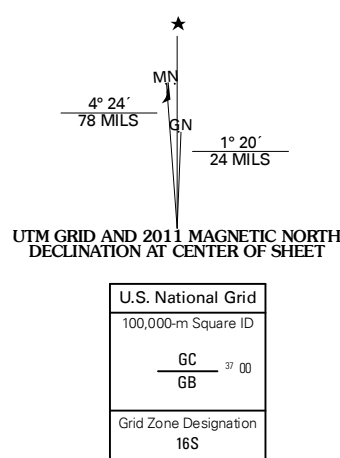 ★
MN
GN
4° 24´
78 MILS
1° 20´
24 MILS
UTM GRID AND 2011 MAGNETIC NORTH
DECLINATION AT CENTER OF SHEET
U.S. National Grid
100,000-m Square ID
GC
37 00
GB
Grid Zone Designation
16S